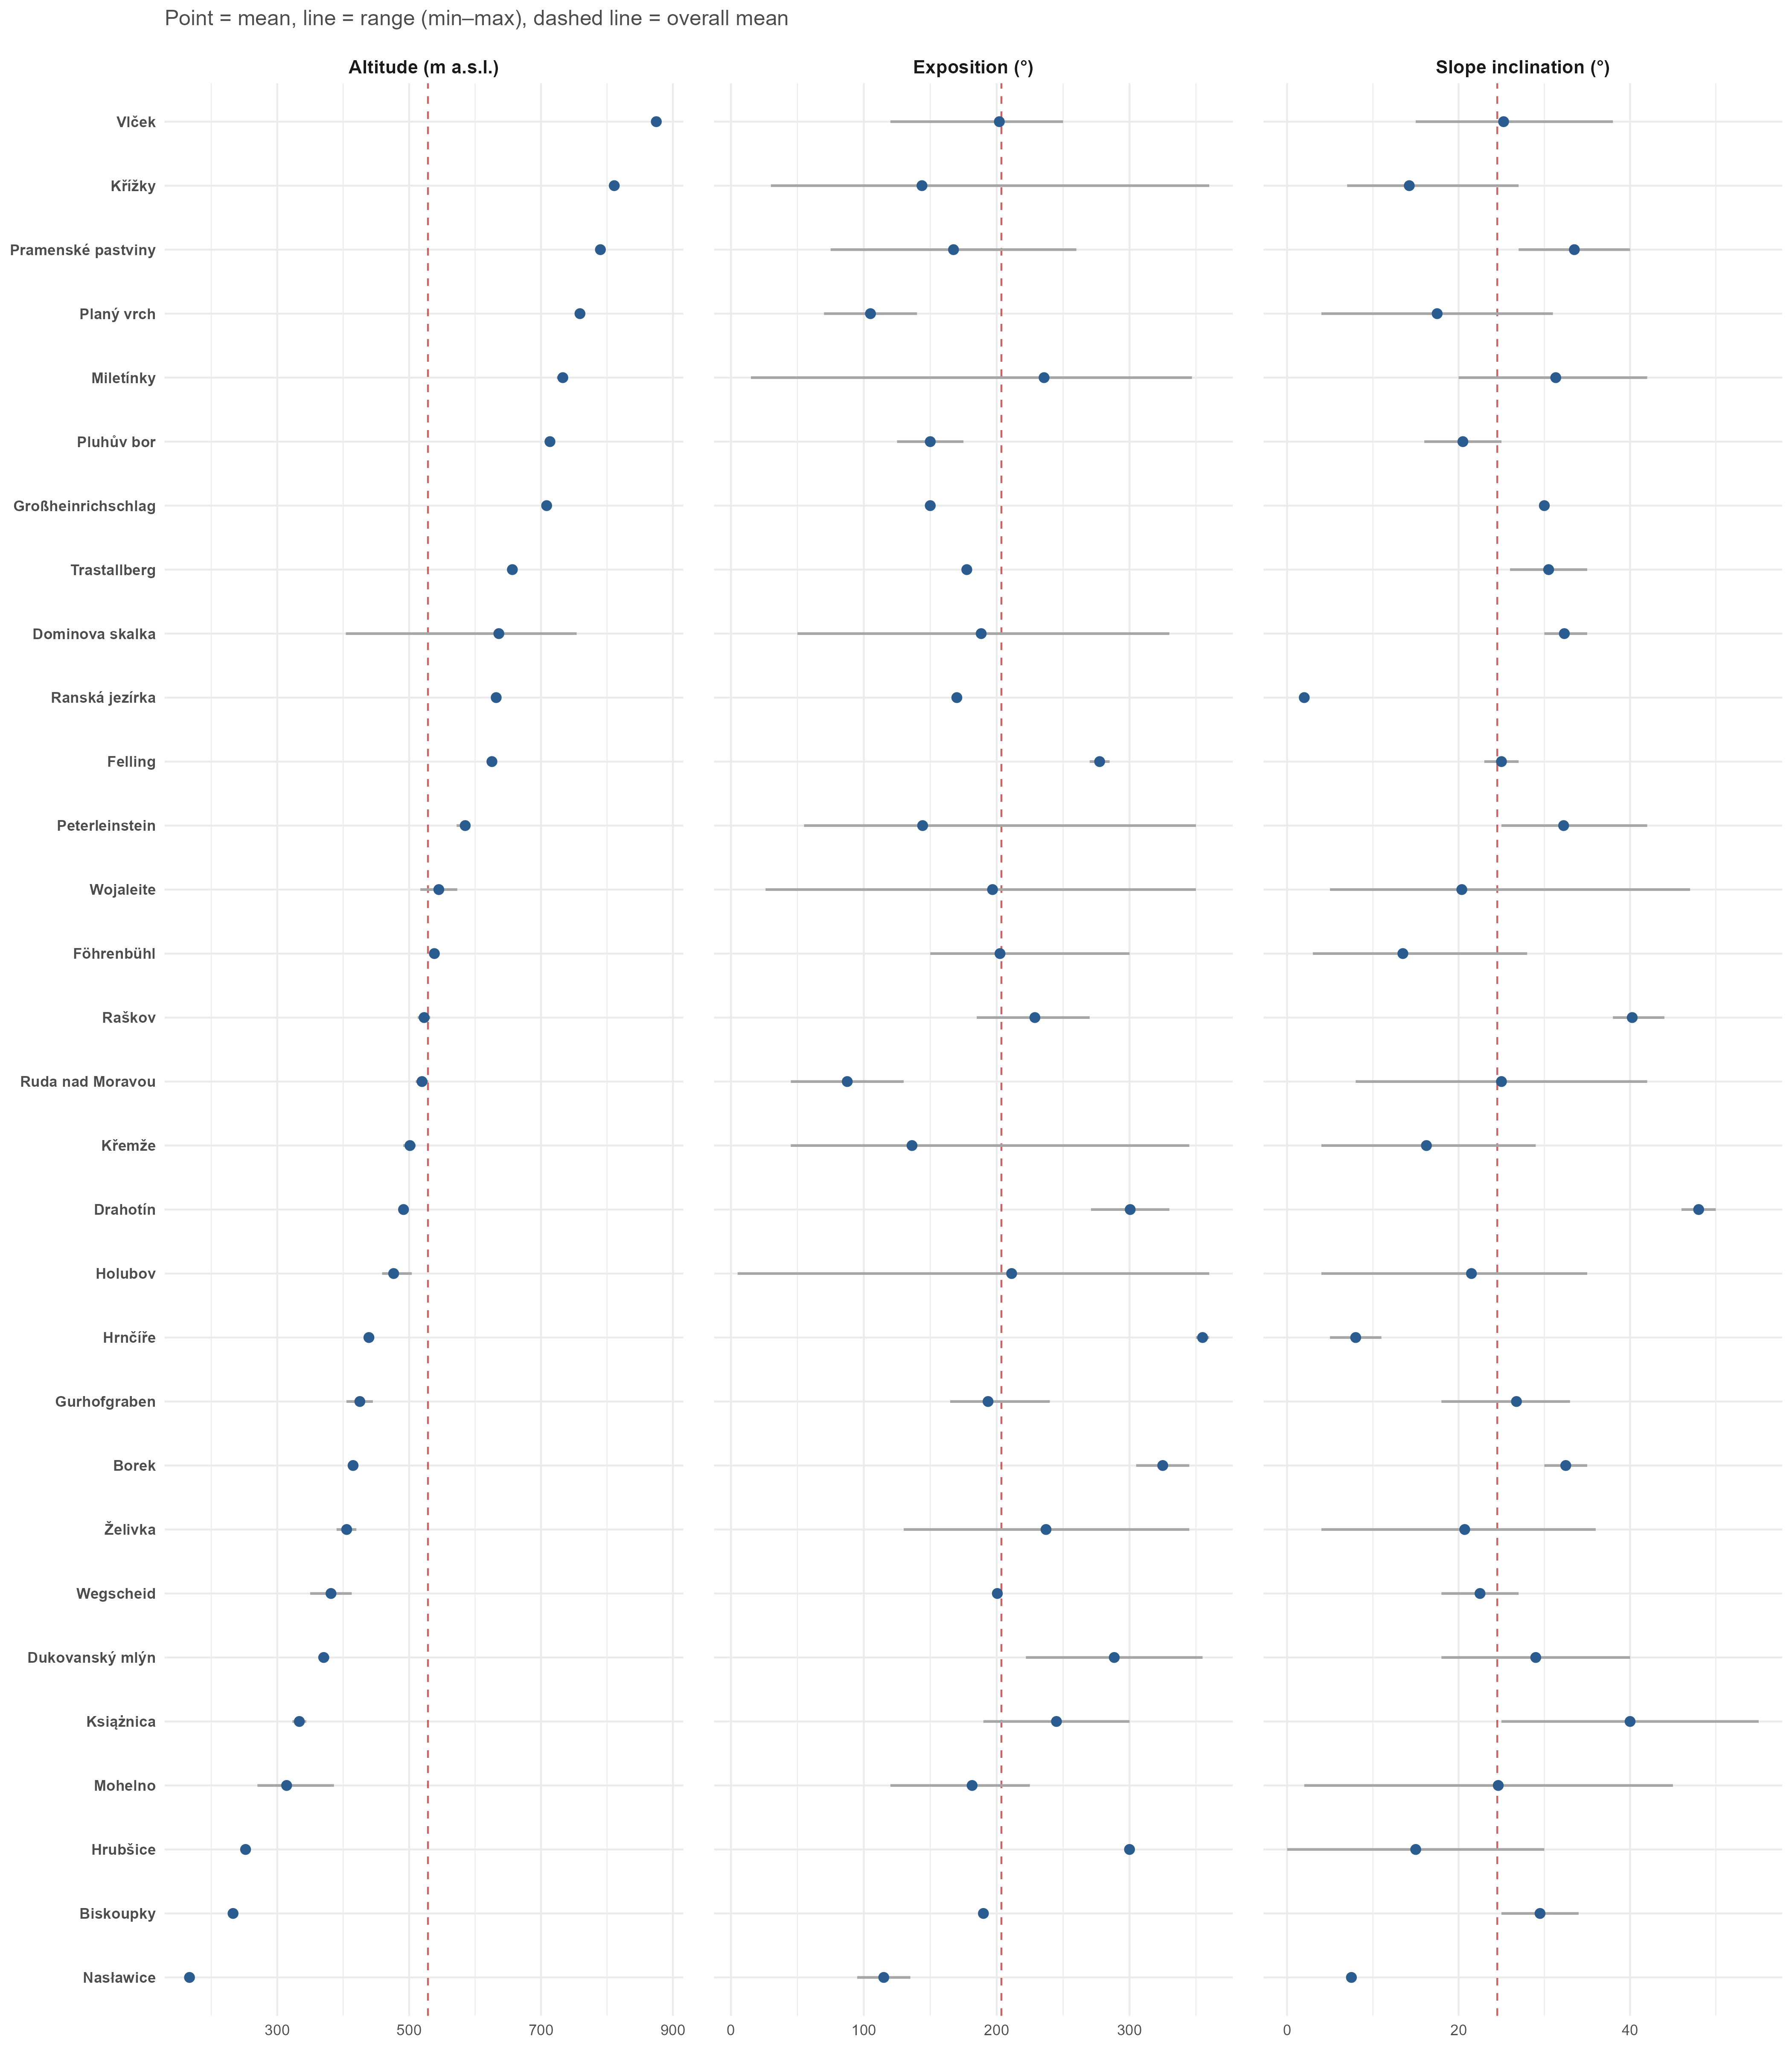 Point = mean, line = range (min–max), dashed line = overall mean
Altitude (m a.s.l.) Exposition (°) Slope inclination (°)
Vlček
Křížky
Pramenské pastviny
Planý vrch
Miletínky
Pluhův bor
Großheinrichschlag
Trastallberg
Dominova skalka
Ranská jezírka
Felling
Peterleinstein
Wojaleite
Föhrenbühl
Raškov
Ruda nad Moravou
Křemže
Drahotín
Holubov
Hrnčíře
Gurhofgraben
Borek
Želivka
Wegscheid
Dukovanský mlýn
Książnica
Mohelno
Hrubšice
Biskoupky
Nasławice
300 500 700 900 0 100 200 300 0 20 40